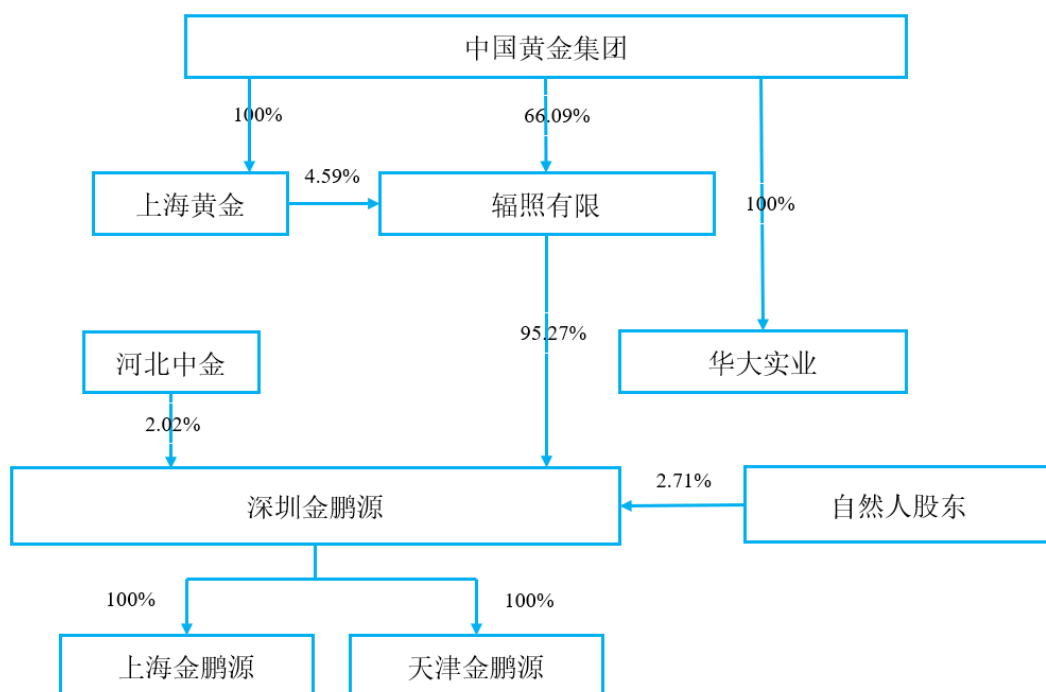 中国黄金集团
100%
66.09%
上海黄金
4.59%
辐照有限
100%
95.27%
河北中金
华大实业
2.02%
深圳金鹏源
2.71%
自然人股东
100%
100%
上海金鹏源
天津金鹏源